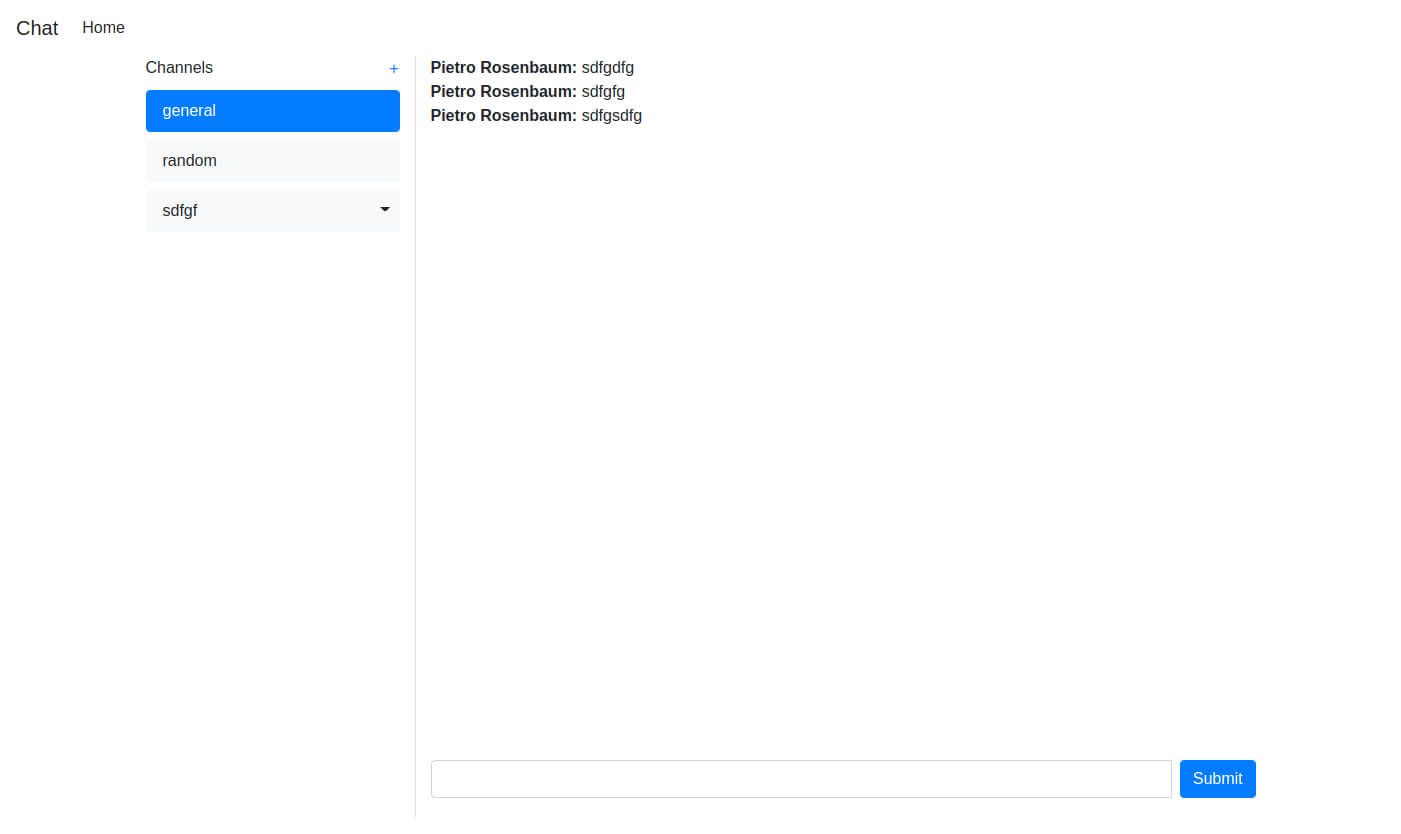 Chat Home
Channels +
general
random
sdfgf
Pietro Rosenbaum: sdfgdfg
Pietro Rosenbaum: sdfgfg
Pietro Rosenbaum: sdfgsdfg
Submit